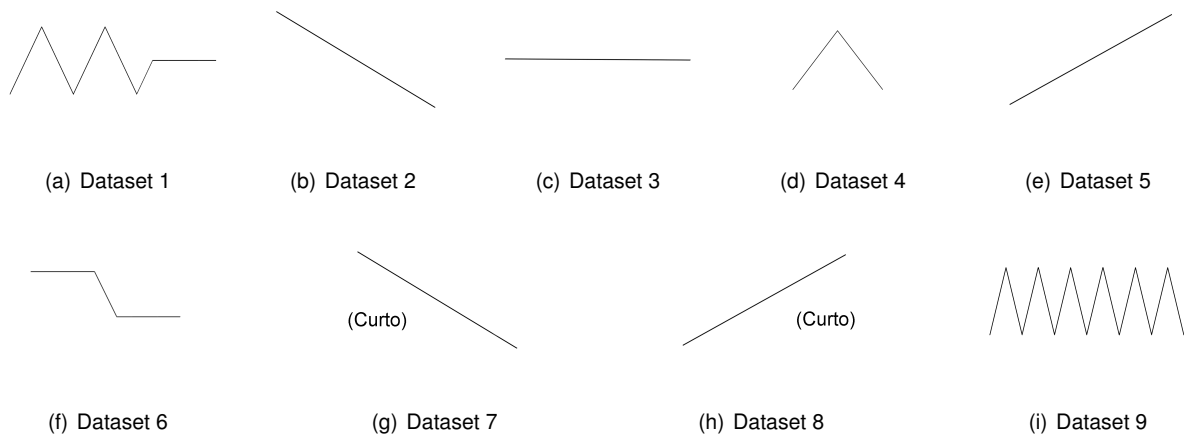 (a) Dataset 1
(b) Dataset 2
(c) Dataset 3
(d) Dataset 4
(e) Dataset 5
(Curto)
(Curto)
(f) Dataset 6
(g) Dataset 7
(h) Dataset 8
(i) Dataset 9